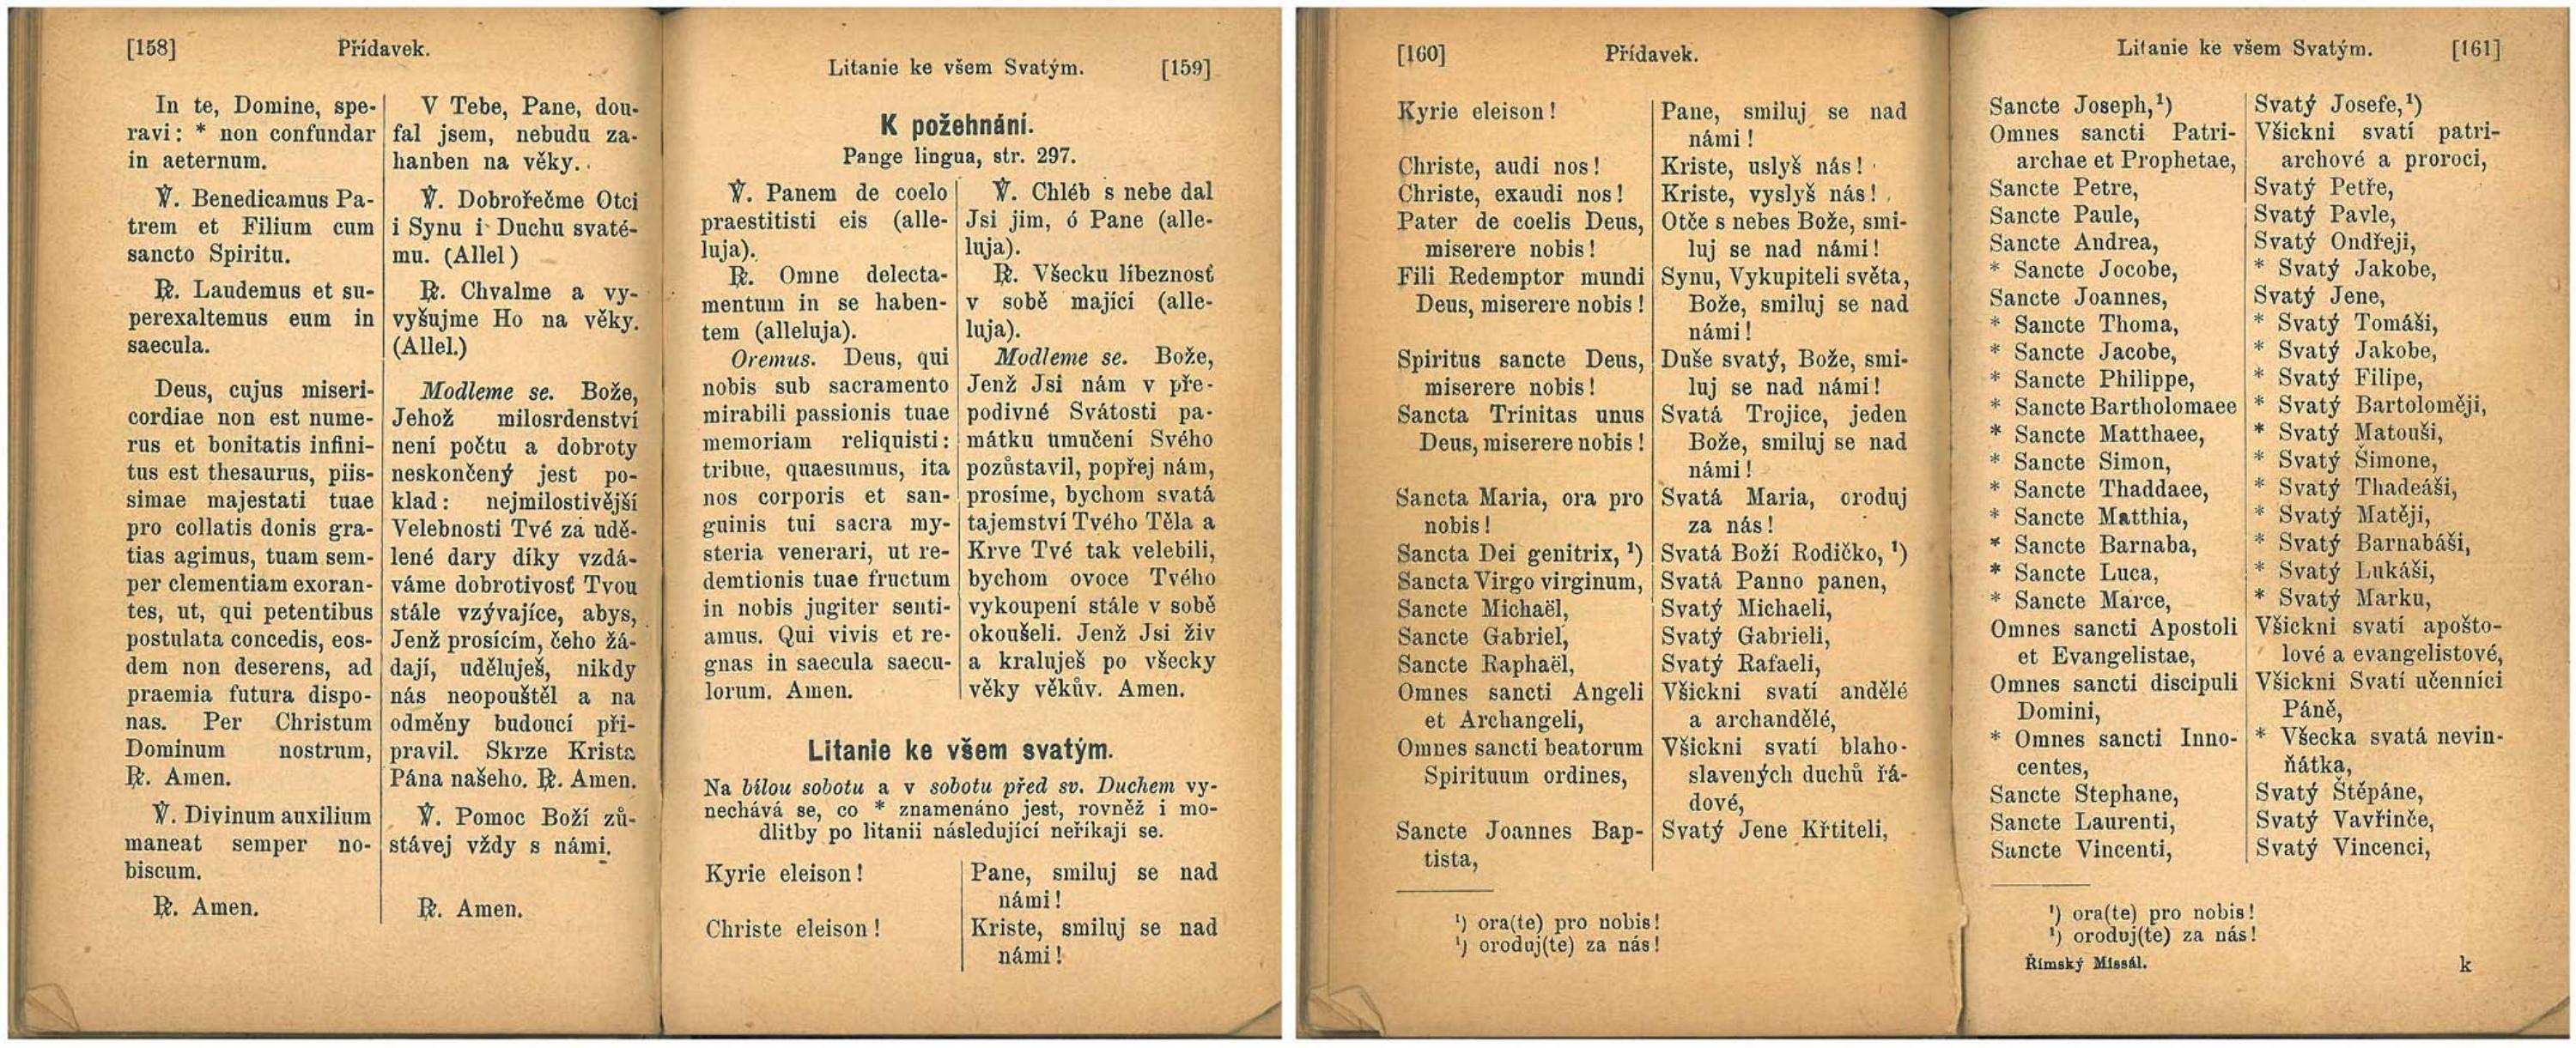 [158] Přídavek.
In te, Domine, spe-
ravi: * non confundar
in aeternum.
℣. Benedicamus Pa-
trem et Filium cum
sancto Spiritu.
℟. Laudemus et su-
perexaltemus eum in
saecula.
Deus, cujus miseri-
cordiae non est nume-
rus et bonitatis infini-
tus est thesaurus, piis-
simae majestati tuae
pro collatis donis gra-
tias agimus, tuam sem-
per clementiam exoran-
tes, ut, qui petentibus
postulata concedis, eos-
dem non deserens, ad
praemia futura dispo-
nas. Per Christum
Dominum nostrum,
℟. Amen.
℣. Divinum auxilium
maneat semper no-
biscum.
℟. Amen.
V Tebe, Pane, dou-
fal jsem, nebudu za-
hanben na věky.
℣. Dobrořečme Otci
i Synu i Duchu svaté-
mu. (Allel)
℟. Chvalme a vy-
vyšujme Ho na věky.
(Allel.)
Modleme se. Bože,
Jehož milosrdenství
není počtu a dobroty
neskončený jest po-
klad: nejmilostivější
Velebnosti Tvé za udě-
lené dary díky vzdá-
váme dobrotivosť Tvou
stále vzývajíce, abys,
Jenž prosícím, čeho žá-
dají, uděluješ, nikdy
nás neopouštěl a na
odměny budoucí při-
pravil. Skrze Krista
Pána našeho. ℟. Amen.
℣. Pomoc Boží zů-
stávej vždy s námi.
℟. Amen.
Litanie ke všem Svatým. [159]
K požehnání.
Pange lingua, str. 297.
℣. Panem de coelo
praestitisti eis (alle-
luja).
℟. Omne delecta-
mentum in se haben-
tem (alleluja).
Oremus. Deus, qui
nobis sub sacramento
mirabili passionis tuae
memoriam reliquisti:
tribue, quaesumus, ita
nos corporis et san-
guinis tui sacra my-
steria venerari, ut re-
demtionis tuae fructum
in nobis jugiter senti-
amus. Qui vivis et re-
gnas in saecula saecu-
lorum. Amen.
℣. Chléb s nebe dal
Jsi jim, ó Pane (alle-
luja).
℟. Všecku líbeznosť
v sobě mající (alle-
luja).
Modleme se. Bože,
Jenž Jsi nám v pře-
podivné Svátosti pa-
mátku umučení Svého
pozůstavil, popřej nám,
prosíme, bychom svatá
tajemství Tvého Těla a
Krve Tvé tak velebili,
bychom ovoce Tvého
vykoupení stále v sobě
okoušeli. Jenž Jsi živ
a kraluješ po všecky
věky věkův. Amen.
Litanie ke všem svatým.
Na bílou sobotu a v sobotu před sv. Duchem vy-
nechává se, co * znamenáno jest, rovněž i mo-
dlitby po litanii následující neříkají se.
Kyrie eleison!
Christe eleison!
Pane, smiluj se nad
námi!
Kriste, smiluj se nad
námi!
[160] Přídavek.
Kyrie eleison!
Christe, audi nos!
Christe, exaudi nos!
Pater de coelis Deus,
miserere nobis!
Fili Redemptor mundi
Deus, miserere nobis!
Spiritus sancte Deus,
miserere nobis!
Sancta Trinitas unus
Deus, miserere nobis!
Sancta Maria, ora pro
nobis!
Sancta Dei genitrix, ¹)
Sancta Virgo virginum,
Sancte Michaël,
Sancte Gabriel,
Sancte Raphaël,
Omnes sancti Angeli
et Archangeli,
Omnes sancti beatorum
Spirituum ordines,
Sancte Joannes Bap-
tista,
Pane, smiluj se nad
námi!
Kriste, uslyš nás!
Kriste, vyslyš nás!
Otče s nebes Bože, smi-
luj se nad námi!
Synu, Vykupiteli světa,
Bože, smiluj se nad
námi!
Duše svatý, Bože, smi-
luj se nad námi!
Svatá Trojice, jeden
Bože, smiluj se nad
námi!
Svatá Maria, oroduj
za nás!
Svatá Boží Rodičko, ¹)
Svatá Panno panen,
Svatý Michaeli,
Svatý Gabrieli,
Svatý Rafaeli,
Všickni svatí andělé
a archandělé,
Všickni svatí blaho-
slavených duchů řá-
dové,
Svatý Jene Křtiteli,
¹) ora(te) pro nobis!
¹) oroduj(te) za nás!
Litanie ke všem Svatým. [161]
Sancte Joseph,¹)
Omnes sancti Patri-
archae et Prophetae,
Sancte Petre,
Sancte Paule,
Sancte Andrea,
* Sancte Jocobe,
Sancte Joannes,
* Sancte Thoma,
* Sancte Jacobe,
* Sancte Philippe,
* Sancte Bartholomaee
* Sancte Matthaee,
* Sancte Simon,
* Sancte Thaddaee,
* Sancte Matthia,
* Sancte Barnaba,
* Sancte Luca,
* Sancte Marce,
Omnes sancti Apostoli
et Evangelistae,
Omnes sancti discipuli
Domini,
* Omnes sancti Inno-
centes,
Sancte Stephane,
Sancte Laurenti,
Sancte Vincenti,
Svatý Josefe,¹)
Všickni svatí patri-
archové a proroci,
Svatý Petře,
Svatý Pavle,
Svatý Ondřeji,
* Svatý Jakobe,
Svatý Jene,
* Svatý Tomáši,
* Svatý Jakobe,
* Svatý Filipe,
* Svatý Bartoloměji,
* Svatý Matouši,
* Svatý Šimone,
* Svatý Thadeáši,
* Svatý Matěji,
* Svatý Barnabáši,
* Svatý Lukáši,
* Svatý Marku,
Všickni svatí apošto-
lové a evangelistové,
Všickni Svatí učenníci
Páně,
* Všecka svatá nevin-
ňátka,
Svatý Štěpáne,
Svatý Vavřinče,
Svatý Vincenci,
¹) ora(te) pro nobis!
¹) oroduj(te) za nás!
Římský Missál. k